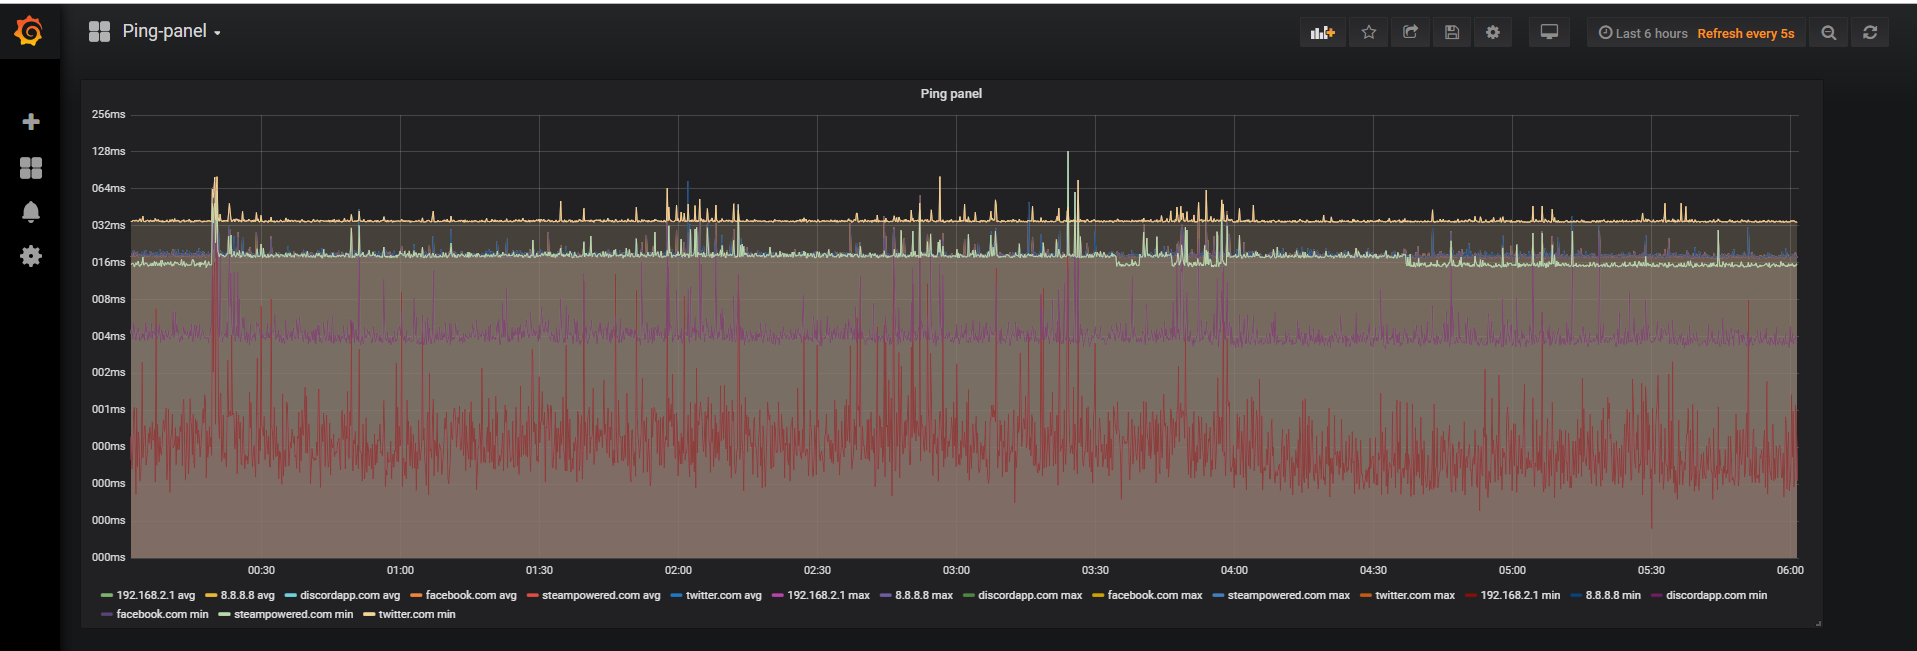 Ping-panel
Last 6 hours Refresh every 5s
Ping panel
256ms
128ms
064ms
032ms
016ms
008ms
004ms
002ms
001ms
000ms
000ms
000ms
000ms
00:30 01:00 01:30 02:00 02:30 03:00 03:30 04:00 04:30 05:00 05:30 06:00
192.168.2.1 avg 8.8.8.8 avg discordapp.com avg facebook.com avg steampowered.com avg twitter.com avg 192.168.2.1 max 8.8.8.8 max discordapp.com max facebook.com max steampowered.com max twitter.com max 192.168.2.1 min 8.8.8.8 min discordapp.com min
facebook.com min steampowered.com min twitter.com min